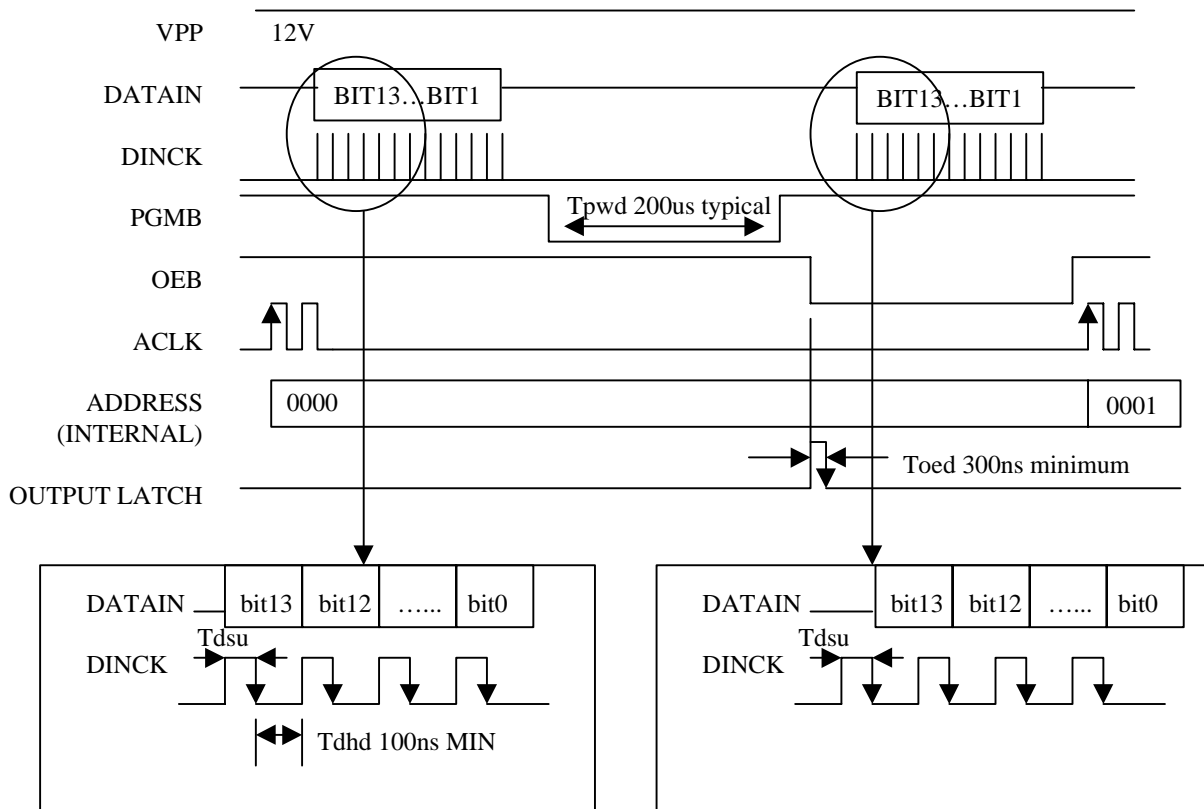 VPP 12V
DATAIN BIT13…BIT1 BIT13…BIT1
DINCK
PGMB Tpwd 200us typical
OEB
ACLK
ADDRESS 0000 0001
(INTERNAL)
Toed 300ns minimum
OUTPUT LATCH
DATAIN bit13 bit12 …... bit0
Tdsu
DINCK
Tdhd 100ns MIN
DATAIN bit13 bit12 …... bit0
Tdsu
DINCK